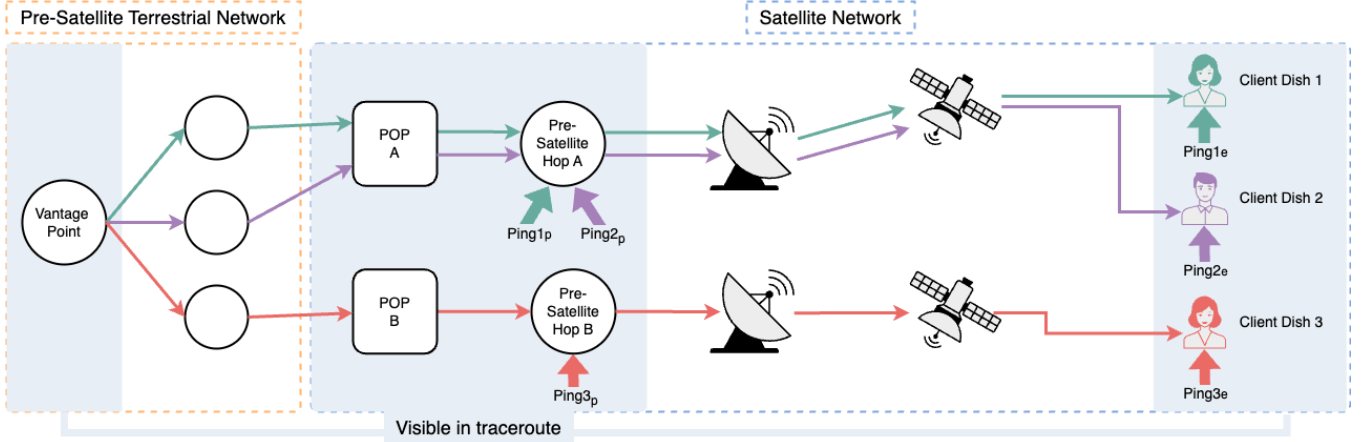 Pre-Satellite Terrestrial Network
Satellite Network
Vantage
Point
POP
A
Pre-
Satellite
Hop A
Ping1p
Ping2p
Client Dish 1
Ping1e
Client Dish 2
Ping2e
POP
B
Pre-
Satellite
Hop B
Ping3p
Client Dish 3
Ping3e
Visible in traceroute